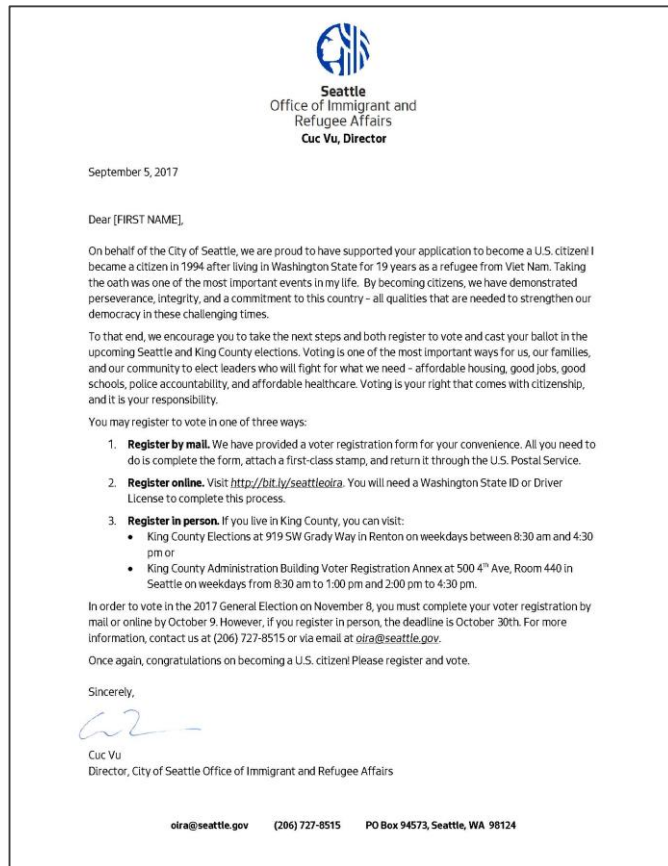 Seattle
Office of Immigrant and
Refugee Affairs
Cuc Vu, Director
September 5, 2017
Dear [FIRST NAME],
On behalf of the City of Seattle, we are proud to have supported your application to become a U.S. citizen! I
became a citizen in 1994 after living in Washington State for 19 years as a refugee from Viet Nam. Taking
the oath was one of the most important events in my life. By becoming citizens, we have demonstrated
perseverance, integrity, and a commitment to this country – all qualities that are needed to strengthen our
democracy in these challenging times.
To that end, we encourage you to take the next steps and both register to vote and cast your ballot in the
upcoming Seattle and King County elections. Voting is one of the most important ways for us, our families,
and our community to elect leaders who will fight for what we need – affordable housing, good jobs, good
schools, police accountability, and affordable healthcare. Voting is your right that comes with citizenship,
and it is your responsibility.
You may register to vote in one of three ways:
1. Register by mail. We have provided a voter registration form for your convenience. All you need to
do is complete the form, attach a first-class stamp, and return it through the U.S. Postal Service.
2. Register online. Visit http://bit.ly/seattleoira. You will need a Washington State ID or Driver
License to complete this process.
3. Register in person. If you live in King County, you can visit:
• King County Elections at 919 SW Grady Way in Renton on weekdays between 8:30 am and 4:30
pm or
• King County Administration Building Voter Registration Annex at 500 4th Ave, Room 440 in
Seattle on weekdays from 8:30 am to 1:00 pm and 2:00 pm to 4:30 pm.
In order to vote in the 2017 General Election on November 8, you must complete your voter registration by
mail or online by October 9. However, if you register in person, the deadline is October 30th. For more
information, contact us at (206) 727-8515 or via email at oira@seattle.gov.
Once again, congratulations on becoming a U.S. citizen! Please register and vote.
Sincerely,
Cuc Vu
Director, City of Seattle Office of Immigrant and Refugee Affairs
oira@seattle.gov (206) 727-8515 PO Box 94573, Seattle, WA 98124